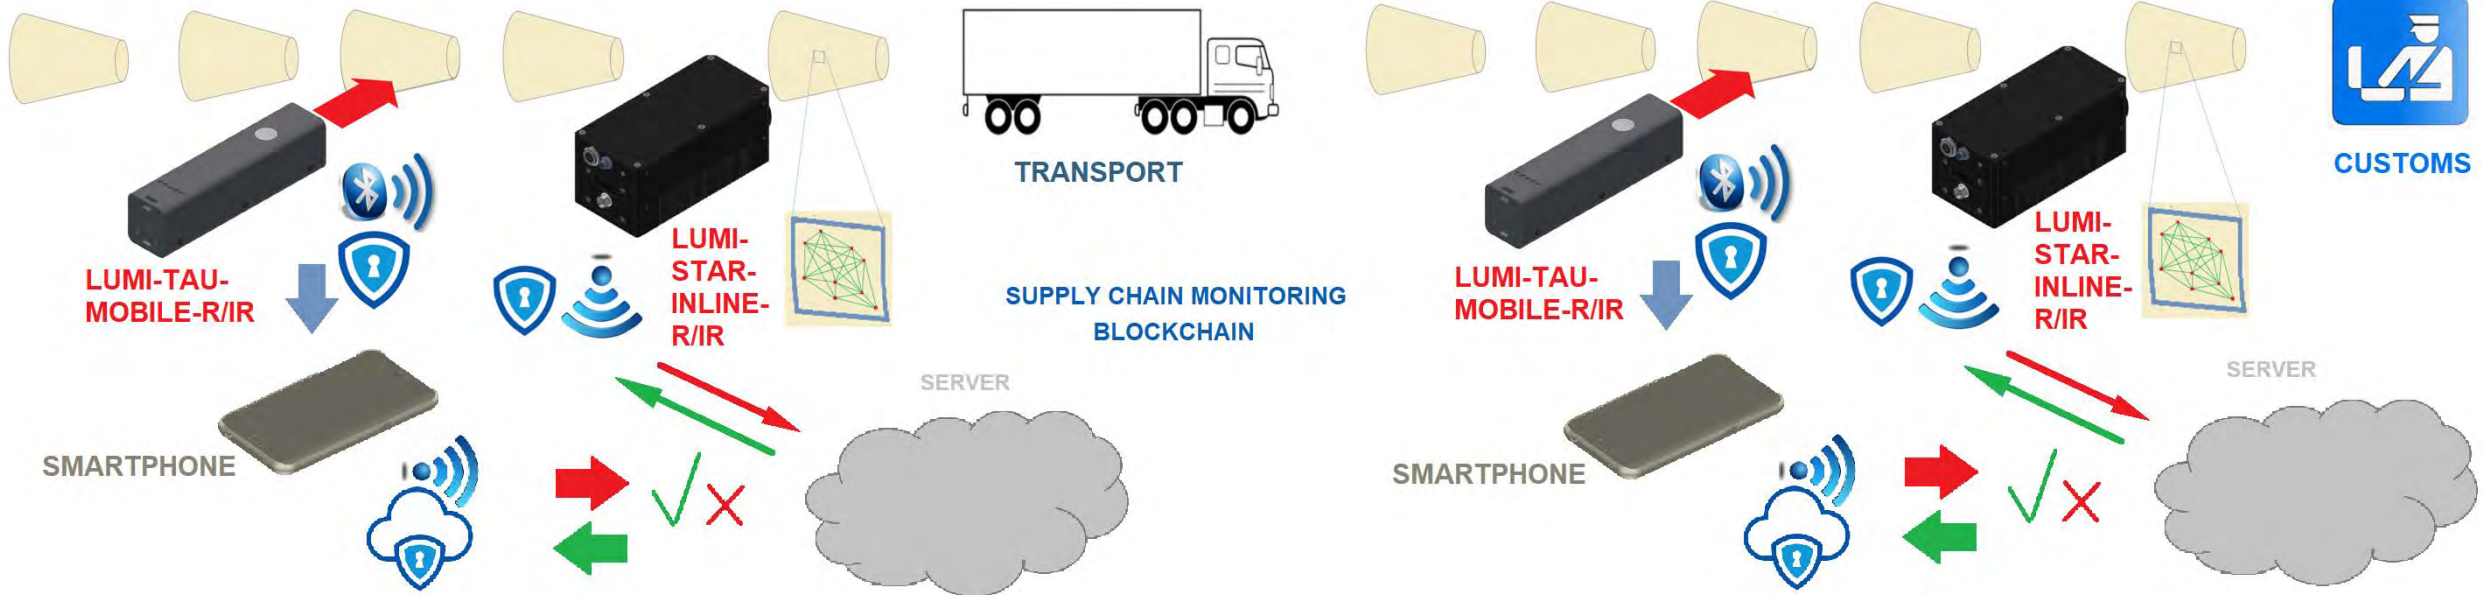 TRANSPORT
CUSTOMS
LUMI-TAU-
MOBILE-R/IR
LUMI-
STAR-
INLINE-
R/IR
SUPPLY CHAIN MONITORING
BLOCKCHAIN
LUMI-TAU-
MOBILE-R/IR
LUMI-
STAR-
INLINE-
R/IR
SERVER
SERVER
SMARTPHONE
SMARTPHONE